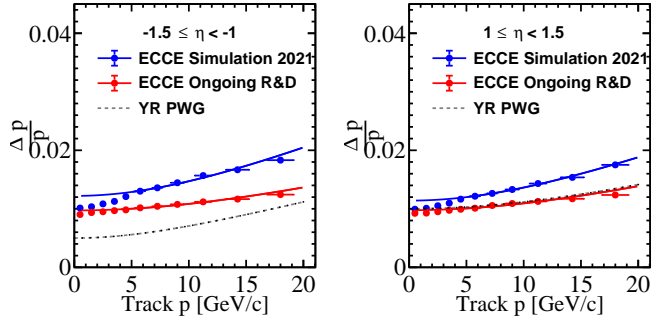 -1.5 ≤ η < -1
ECCE Simulation 2021
ECCE Ongoing R&D
YR PWG
0.04
0.02
0
Δ p
p
0 5 10 15 20
Track p [GeV/c]
1 ≤ η < 1.5
ECCE Simulation 2021
ECCE Ongoing R&D
YR PWG
0.04
0.02
0
Δ p
p
0 5 10 15 20
Track p [GeV/c]